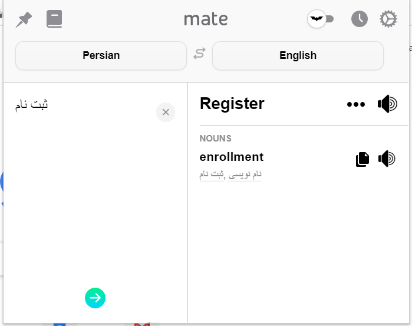 mate
Persian
English
ثبت نام
Register
NOUNS
enrollment
نام نویسی, ثبت نام